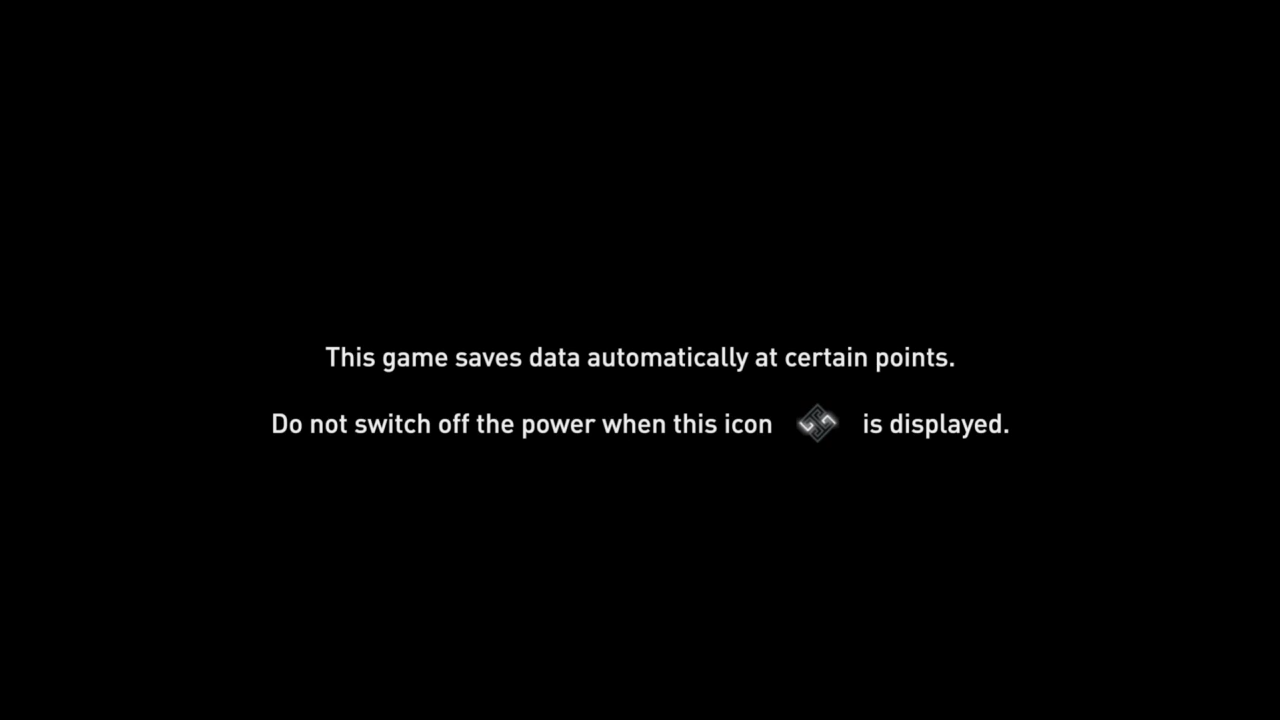 This game saves data automatically at certain points.
Do not switch off the power when this icon is displayed.